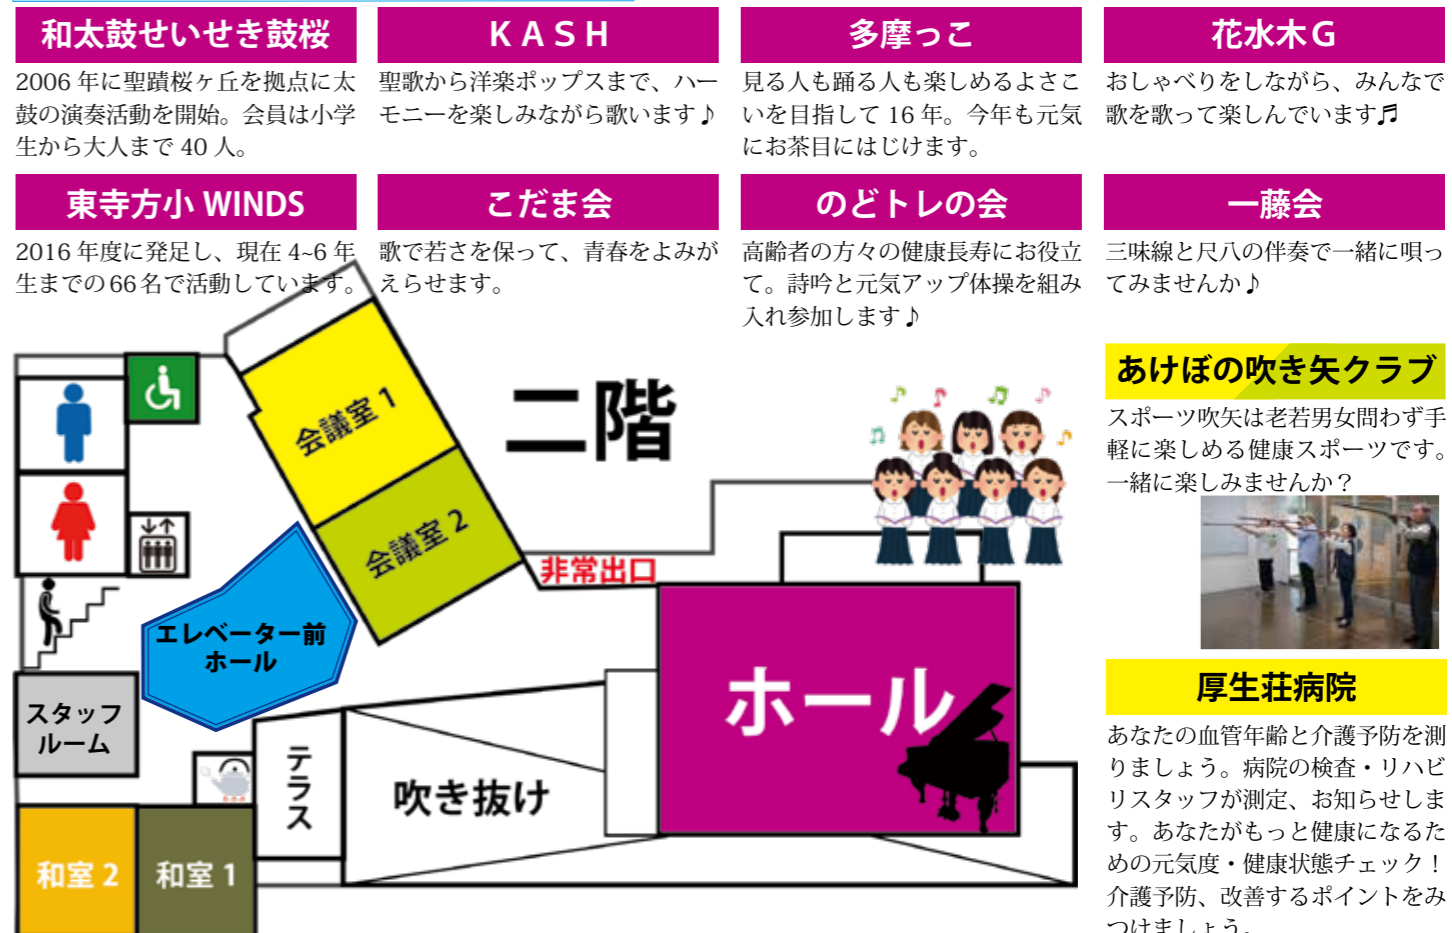 和太鼓せいせき鼓桜
2006 年に聖蹟桜ヶ丘を拠点に太
鼓の演奏活動を開始。会員は小学
生から大人まで 40 人。
KASH
聖歌から洋楽ポップスまで、ハー
モニーを楽しみながら歌います♪
多摩っこ
見る人も踊る人も楽しめるよさこ
いを目指して 16 年。今年も元気
にお茶目にはじけます。
花水木G
おしゃべりをしながら、みんなで
歌を歌って楽しんでいます♬
東寺方小 WINDS
2016 年度に発足し、現在 4~6 年
生までの 66 名で活動しています。
こだま会
歌で若さを保って、青春をよみが
えらせます。
のどトレの会
高齢者の方々の健康長寿にお役立
て。詩吟と元気アップ体操を組み
入れ参加します♪
一藤会
三味線と尺八の伴奏で一緒に唄っ
てみませんか♪
二階
会議室 1
会議室 2
非常出口
エレベーター前
ホール
スタッフ
ルーム
テラス
吹き抜け
ホール
和室 2
和室 1
あけぼの吹き矢クラブ
スポーツ吹矢は老若男女問わず手
軽に楽しめる健康スポーツです。
一緒に楽しみませんか？
厚生荘病院
あなたの血管年齢と介護予防を測
りましょう。病院の検査・リハビ
リスタッフが測定、お知らせしま
す。あなたがもっと健康になるた
めの元気度・健康状態チェック！
介護予防、改善するポイントをみ
つけましょう。